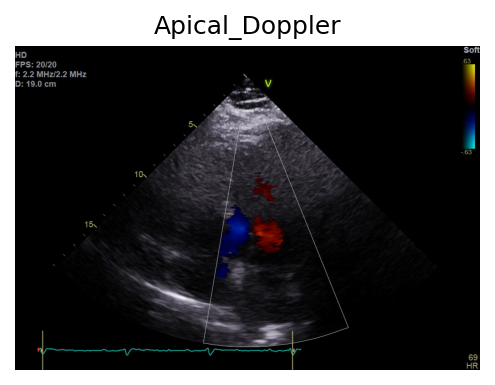 Apical_Doppler
HD
FPS: 20/20
f: 2.2 MHz/2.2 MHz
D: 19.0 cm
Soft
63
-63
V
5
10
15
69
HR